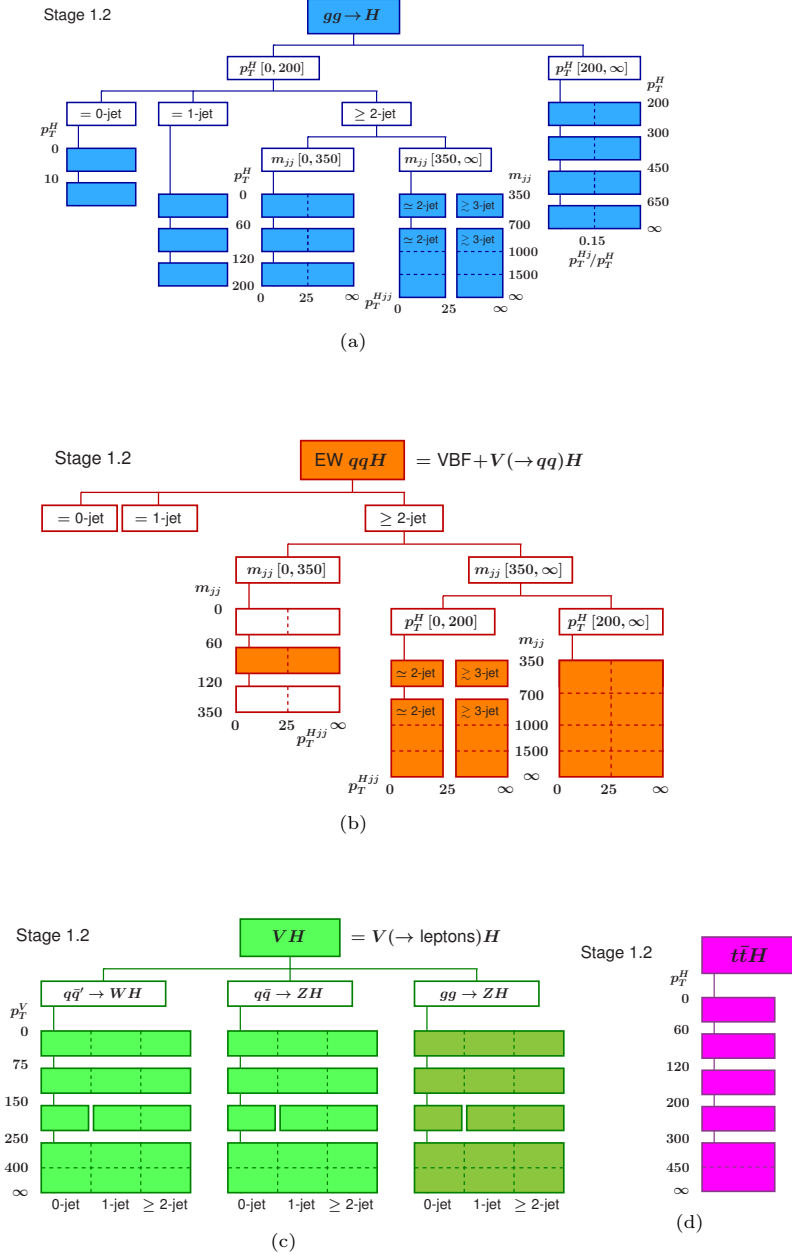 Stage 1.2
gg → H
p_T^H [0, 200]
p_T^H [200, ∞]
= 0-jet
= 1-jet
≥ 2-jet
p_T^H
200
300
450
650
∞
0.15
p_T^{Hj}/p_T^H
p_T^H
0
10
m_jj [0, 350]
m_jj [350, ∞]
p_T^H
0
60
120
200
0
25
∞
≃ 2-jet
≳ 3-jet
≃ 2-jet
≳ 3-jet
m_jj
350
700
1000
1500
∞
p_T^{Hjj}
0
25
∞
(a)
Stage 1.2
EW qqH
= VBF + V(→ qq)H
= 0-jet
= 1-jet
≥ 2-jet
m_jj [0, 350]
m_jj [350, ∞]
m_jj
0
60
120
350
0
25
∞
p_T^{Hjj}
p_T^H [0, 200]
p_T^H [200, ∞]
≃ 2-jet
≳ 3-jet
≃ 2-jet
≳ 3-jet
m_jj
350
700
1000
1500
∞
p_T^{Hjj}
0
25
∞
0
25
∞
(b)
Stage 1.2
VH
= V(→ leptons)H
qq̄′ → WH
qq̄ → ZH
gg → ZH
p_T^V
0
75
150
250
400
∞
0-jet 1-jet ≥ 2-jet
0-jet 1-jet ≥ 2-jet
0-jet 1-jet ≥ 2-jet
(c)
Stage 1.2
tt̄H
p_T^H
0
60
120
200
300
450
∞
(d)